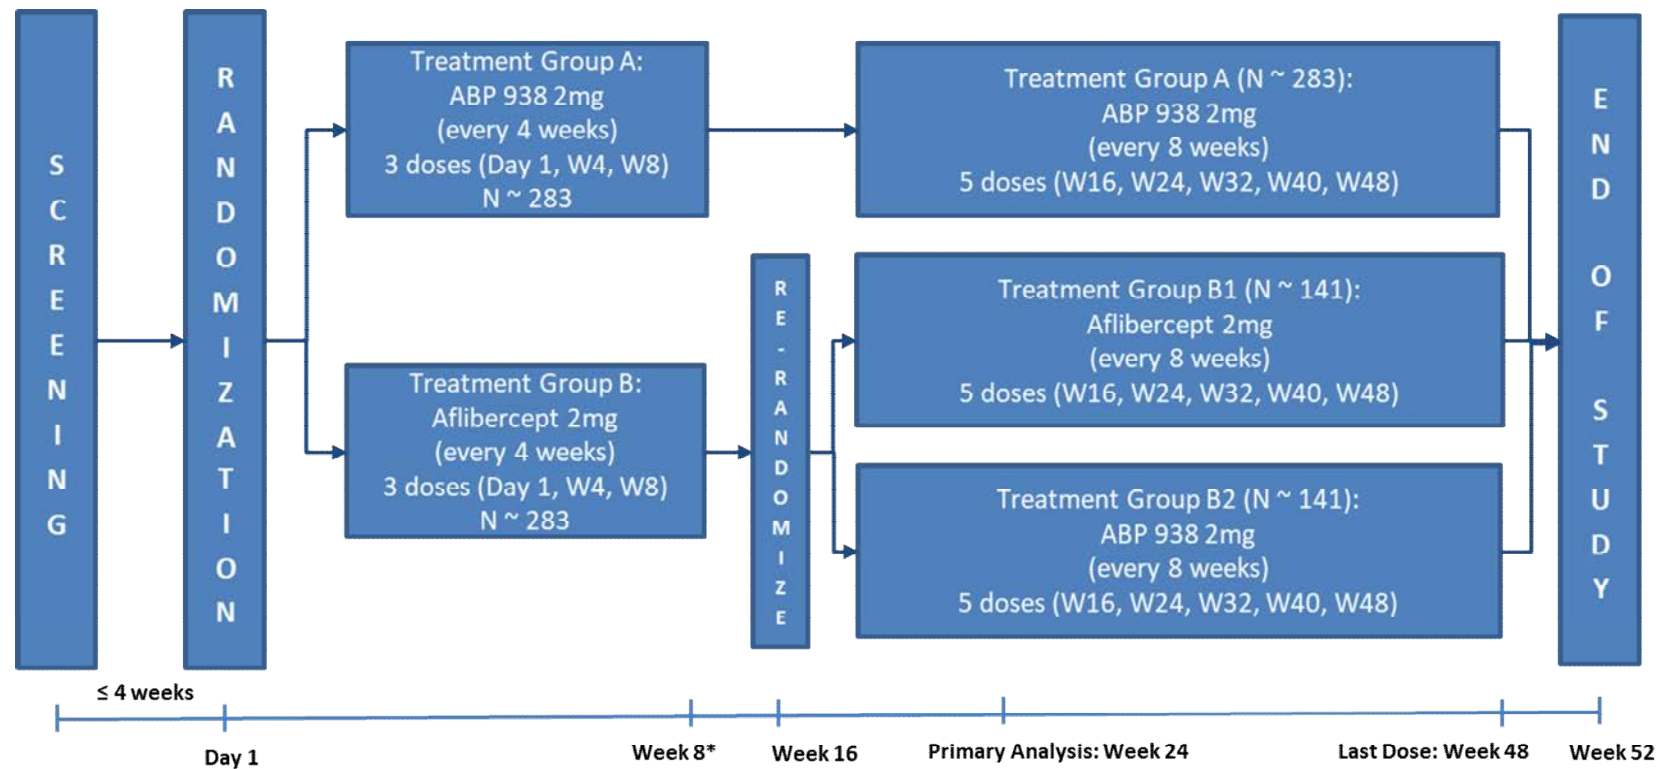 SCREENING
RANDOMIZATION
Treatment Group A:
ABP 938 2mg
(every 4 weeks)
3 doses (Day 1, W4, W8)
N ~ 283
Treatment Group B:
Aflibercept 2mg
(every 4 weeks)
3 doses (Day 1, W4, W8)
N ~ 283
RE-RANDOMIZE
Treatment Group A (N ~ 283):
ABP 938 2mg
(every 8 weeks)
5 doses (W16, W24, W32, W40, W48)
Treatment Group B1 (N ~ 141):
Aflibercept 2mg
(every 8 weeks)
5 doses (W16, W24, W32, W40, W48)
Treatment Group B2 (N ~ 141):
ABP 938 2mg
(every 8 weeks)
5 doses (W16, W24, W32, W40, W48)
END OF STUDY
≤ 4 weeks
Day 1
Week 8*
Week 16
Primary Analysis: Week 24
Last Dose: Week 48
Week 52